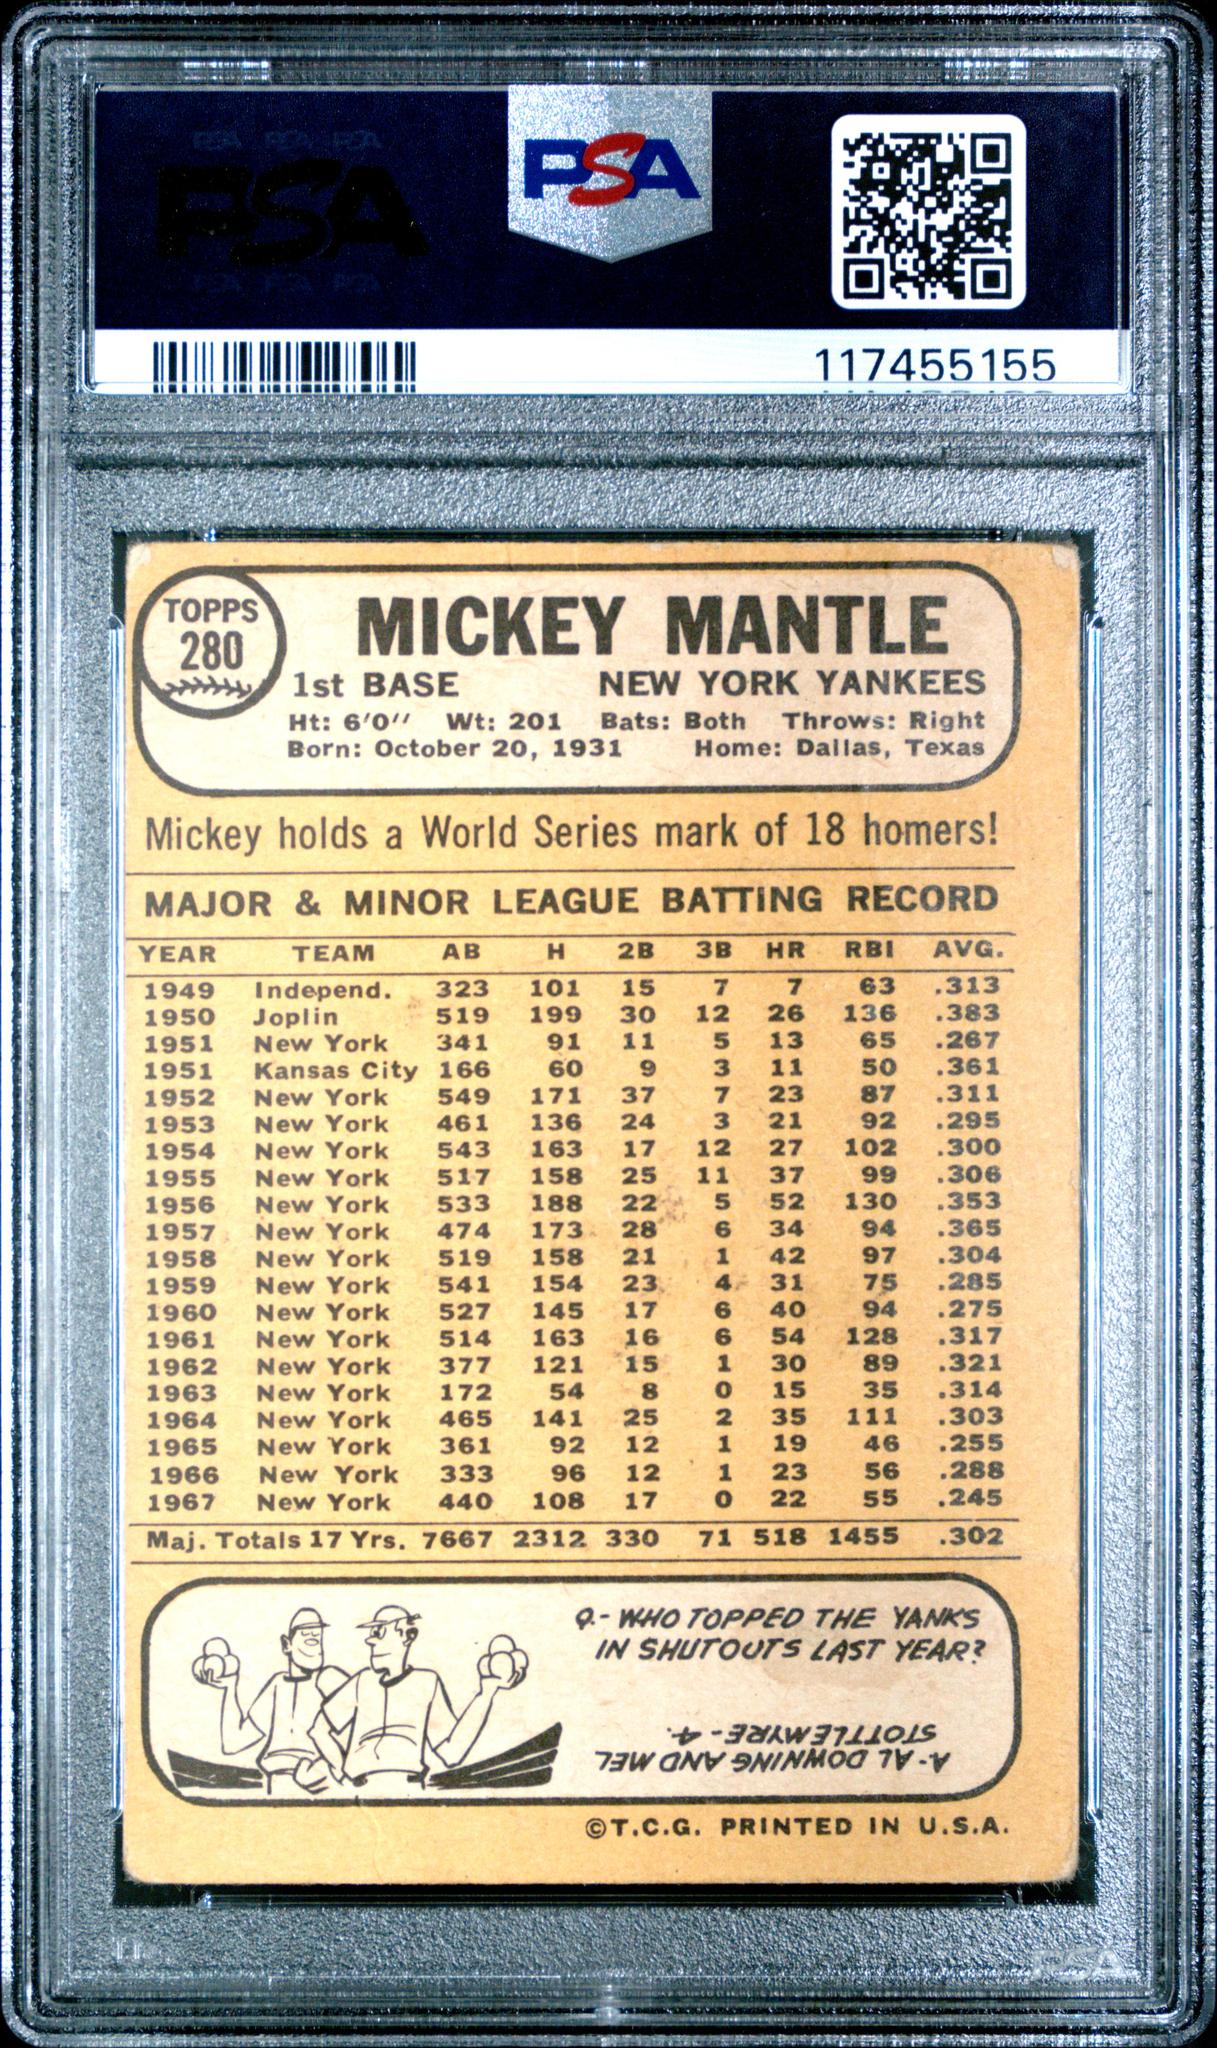 PSA PSA PSA
PSA
PSA PSA PSA
PSA
117455155
TOPPS
280
MICKEY MANTLE
1st BASE NEW YORK YANKEES
Ht: 6'0" Wt: 201 Bats: Both Throws: Right
Born: October 20, 1931 Home: Dallas, Texas
Mickey holds a World Series mark of 18 homers!
MAJOR & MINOR LEAGUE BATTING RECORD
YEAR TEAM AB H 2B 3B HR RBI AVG.
1949 Independ. 323 101 15 7 7 63 .313
1950 Joplin 519 199 30 12 26 136 .383
1951 New York 341 91 11 5 13 65 .267
1951 Kansas City 166 60 9 3 11 50 .361
1952 New York 549 171 37 7 23 87 .311
1953 New York 461 136 24 3 21 92 .295
1954 New York 543 163 17 12 27 102 .300
1955 New York 517 158 25 11 37 99 .306
1956 New York 533 188 22 5 52 130 .353
1957 New York 474 173 28 6 34 94 .365
1958 New York 519 158 21 1 42 97 .304
1959 New York 541 154 23 4 31 75 .285
1960 New York 527 145 17 6 40 94 .275
1961 New York 514 163 16 6 54 128 .317
1962 New York 377 121 15 1 30 89 .321
1963 New York 172 54 8 0 15 35 .314
1964 New York 465 141 25 2 35 111 .303
1965 New York 361 92 12 1 19 46 .255
1966 New York 333 96 12 1 23 56 .288
1967 New York 440 108 17 0 22 55 .245
Maj. Totals 17 Yrs. 7667 2312 330 71 518 1455 .302
Q.- WHO TOPPED THE YANKS
IN SHUTOUTS LAST YEAR?
A- AL DOWNING AND MEL
STOTTLEMYRE - 4.
©T.C.G. PRINTED IN U.S.A.
PSA